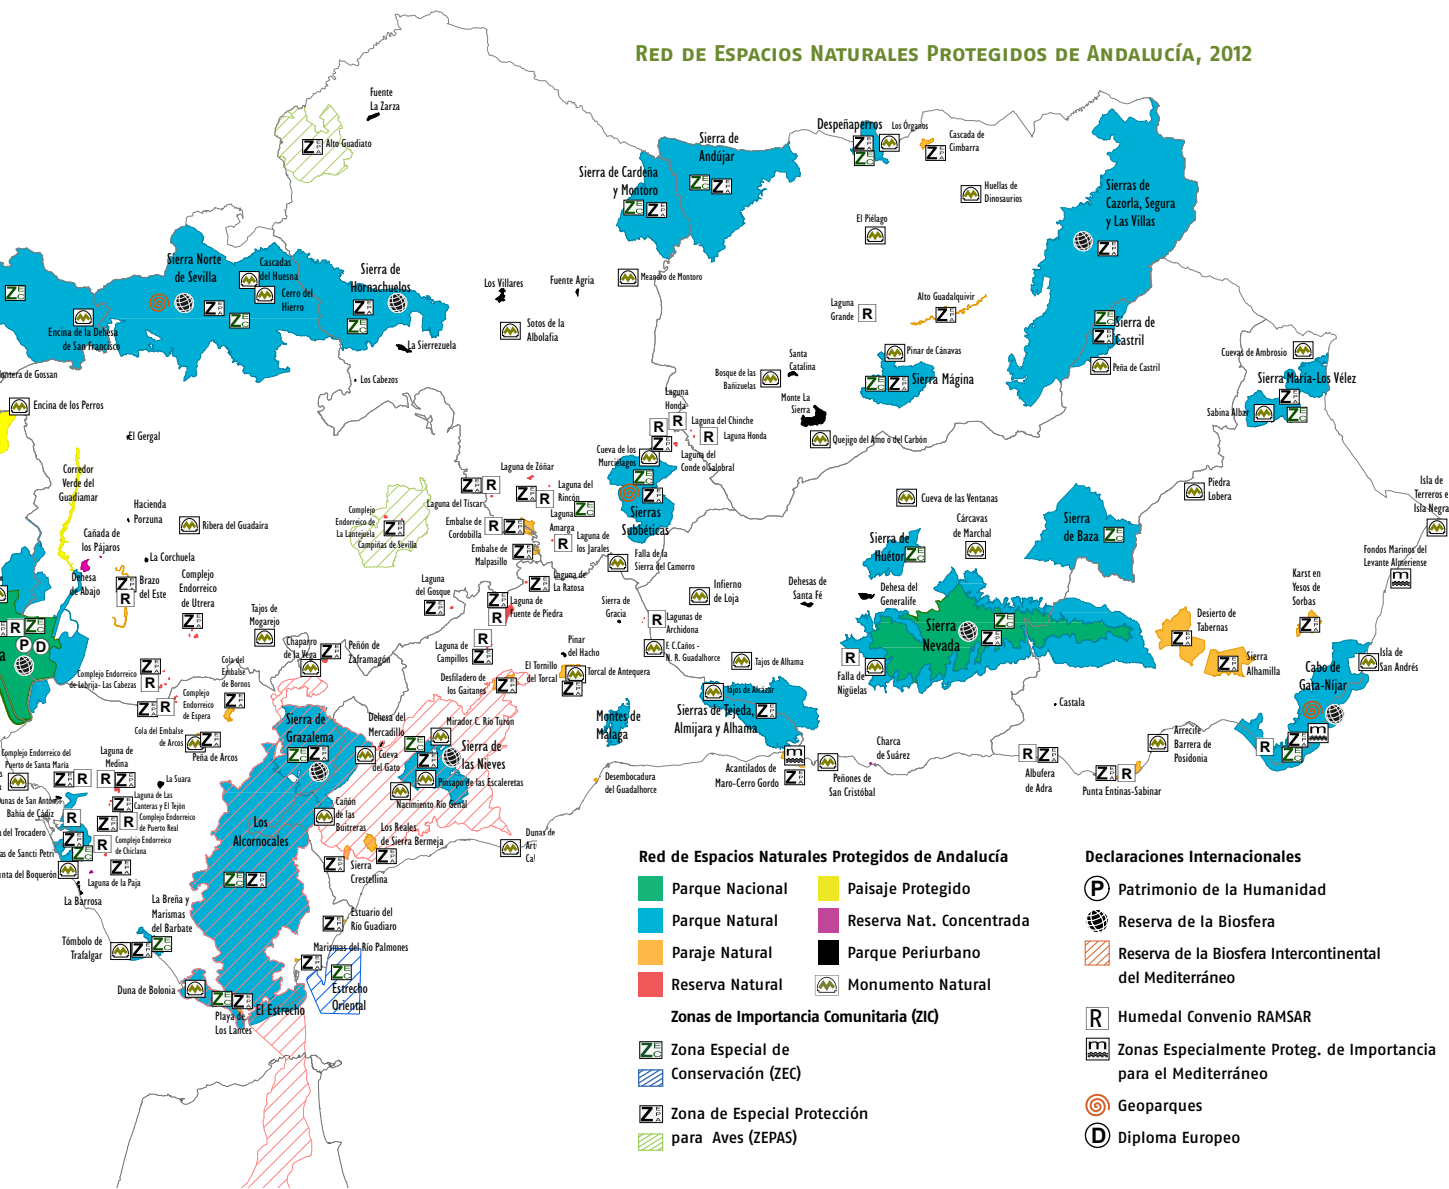 Red de Espacios Naturales Protegidos de Andalucía, 2012
Fuente
La Zarza
Alto Guadiato
Sierra de
Andújar
Despeñaperros
Los Órganos
Cascada de
Cimbarra
Sierra de Cardeña
y Montoro
Huellas de
Dinosaurios
Sierras de
Cazorla, Segura
y Las Villas
El Piélago
Sierra Norte
de Sevilla
Cascadas
del Huesna
Cerro del
Hierro
Sierra de
Hornachuelos
Los Villares
Fuente Agria
Meandro de Montoro
Laguna
Grande
Alto Guadalquivir
Encina de la Dehesa
de San Francisco
La Sierrezuela
Sotos de la
Albolafia
Sierra de
Castril
Peña de Castril
Pinar de Cánavas
Sierra Mágina
Santa
Catalina
Bosque de las
Bañizuelas
Monte La
Sierra
Quejigo del Amo o del Carbón
Cuevas de Ambrosio
Sierra María-Los Vélez
Sabina Albar
de Gossan
Los Cabezos
Encina de los Perros
El Gergal
Laguna
Honda
Laguna del Chinche
Laguna Honda
Laguna del
Conde o Salobral
Cueva de los
Murciélagos
Sierras
Subbéticas
Corredor
Verde del
Guadiamar
Hacienda
Porzuna
Ribera del Guadaíra
Cañada de
los Pájaros
La Corchuela
Dehesa
de Abajo
Brazo
del Este
Complejo
Endorreico
de Utrera
Complejo
Endorreico de
La Lantejuela
Campiñas de Sevilla
Laguna de Zóñar
Laguna del Tíscar
Laguna del
Rincón
Laguna
Amarga
Embalse de
Cordobilla
Embalse de
Malpasillo
Laguna de
los Jarales
Falla de la
Sierra del Camorro
Laguna de
La Ratosa
Laguna
del Gosque
Laguna de
Fuente de Piedra
Laguna de
Campillos
Sierra de
Gracia
Infierno
de Loja
Lagunas de
Archidona
F. C.Caños -
N. R. Guadalhorce
Tajos de Alhama
Cueva de las Ventanas
Cárcavas
de Marchal
Sierra de
Huétor
Dehesas de
Santa Fé
Dehesa del
Generalife
Sierra
Nevada
Falla de
Nigüelas
Sierra
de Baza
Piedra
Lobera
Isla de
Terreros e
Isla Negra
Fondos Marinos del
Levante Almeriense
Karst en
Yesos de
Sorbas
Desierto de
Tabernas
Sierra
Alhamilla
Cabo de
Gata-Níjar
Isla de
San Andrés
Arrecife
Barrera de
Posidonia
Castala
Albufera
de Adra
Punta Entinas-Sabinar
Charca
de Suárez
Peñones de
San Cristóbal
Acantilados de
Maro-Cerro Gordo
Sierras de Tejeda,
Almijara y Alhama
Tajos de Alcázar
Montes de
Málaga
Desembocadura
del Guadalhorce
Pinar
del Hacho
El Tornillo
del Torcal
Torcal de Antequera
Desfiladero de
los Gaitanes
Mirador C. Río Turón
Tajos de
Mogarejo
Chaparro
de la Vega
Peñón de
Zaframagón
Complejo Endorreico
de Lebrija- Las Cabezas
Cola del
Embalse
de Bornos
Complejo
Endorreico
de Espera
Cola del Embalse
de Arcos
Peña de Arcos
Sierra de
Grazalema
Dehesa del
Mercadillo
Cueva
del Gato
Sierra de
las Nieves
Pinsapo de las Escaleretas
Nacimiento Río Genal
Cañón
de las
Buitreras
Los Reales
de Sierra Bermeja
Sierra
Crestellina
Dunas de
Complejo Endorreico del
Puerto de Santa María
Laguna de
Medina
La Suara
Dunas de San Antón
Bahía de Cádiz
Laguna de Las
Canteras y El Tejón
Complejo Endorreico
de Puerto Real
del Trocadero
Complejo Endorreico
de Chiclana
de Sancti Petri
del Boquerón
Laguna de la Paja
La Barrosa
Los
Alcornocales
La Breña y
Marismas
del Barbate
Tómbolo de
Trafalgar
Duna de Bolonia
Playa de
Los Lances
El Estrecho
Estuario del
Río Guadiaro
Marismas del Río Palmones
Estrecho
Oriental
Red de Espacios Naturales Protegidos de Andalucía
Parque Nacional
Parque Natural
Paraje Natural
Reserva Natural
Paisaje Protegido
Reserva Nat. Concentrada
Parque Periurbano
Monumento Natural
Zonas de Importancia Comunitaria (ZIC)
Zona Especial de
Conservación (ZEC)
Zona de Especial Protección
para Aves (ZEPAS)
Declaraciones Internacionales
P Patrimonio de la Humanidad
Reserva de la Biosfera
Reserva de la Biosfera Intercontinental
del Mediterráneo
R Humedal Convenio RAMSAR
m Zonas Especialmente Proteg. de Importancia
para el Mediterráneo
Geoparques
D Diploma Europeo